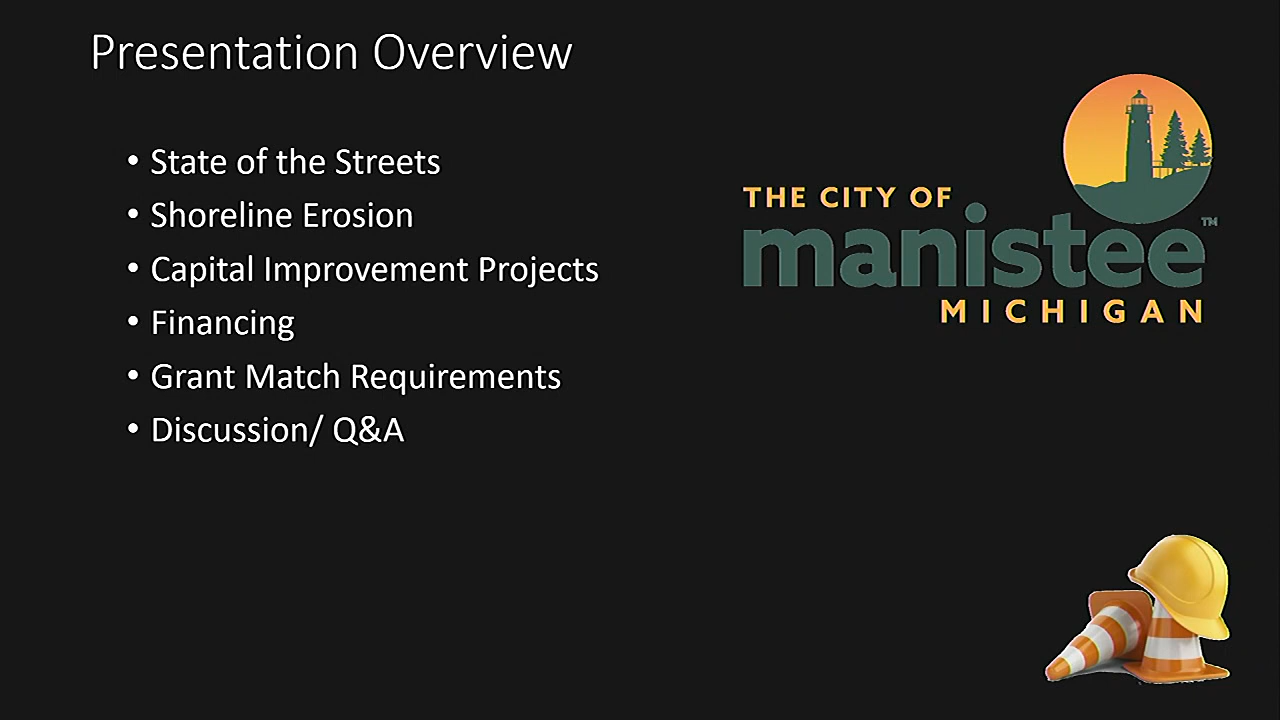 Presentation Overview
• State of the Streets
• Shoreline Erosion
• Capital Improvement Projects
• Financing
• Grant Match Requirements
• Discussion/ Q&A
THE CITY OF
manistee™
MICHIGAN